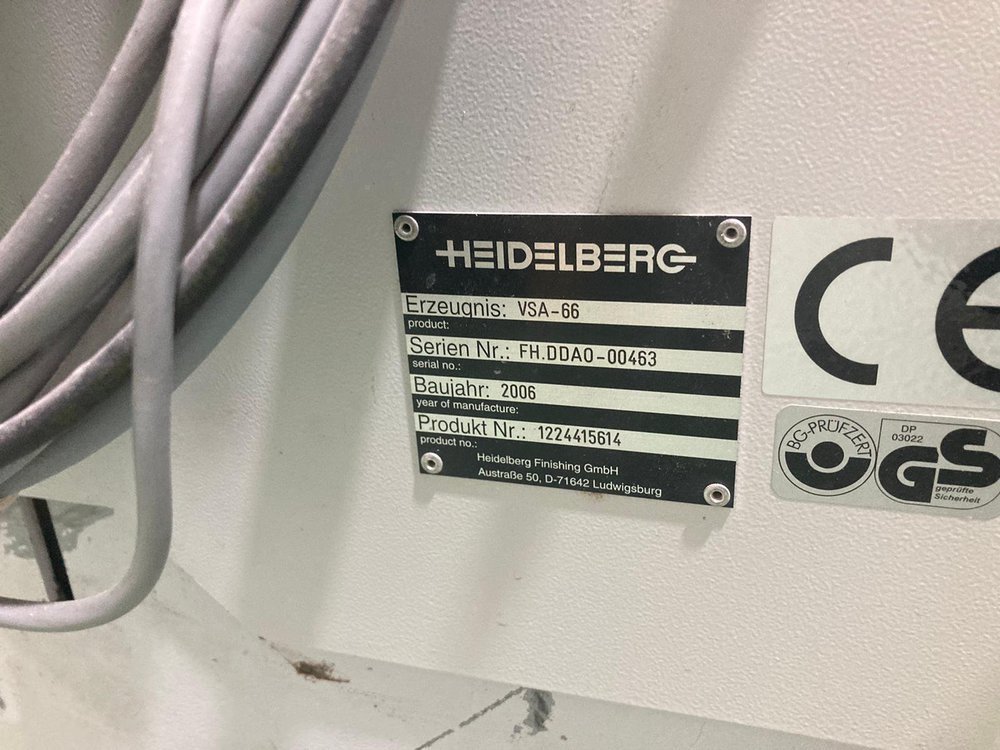 HEIDELBERG
Erzeugnis: VSA-66
product:
Serien Nr.: FH.DDA0-00463
serial no.:
Baujahr: 2006
year of manufacture:
Produkt Nr.: 1224415614
product no.:
Heidelberg Finishing GmbH
Austraße 50, D-71642 Ludwigsburg
CE
BG-PRÜFZERT
DP
03022
GS
geprüfte
Sicherheit